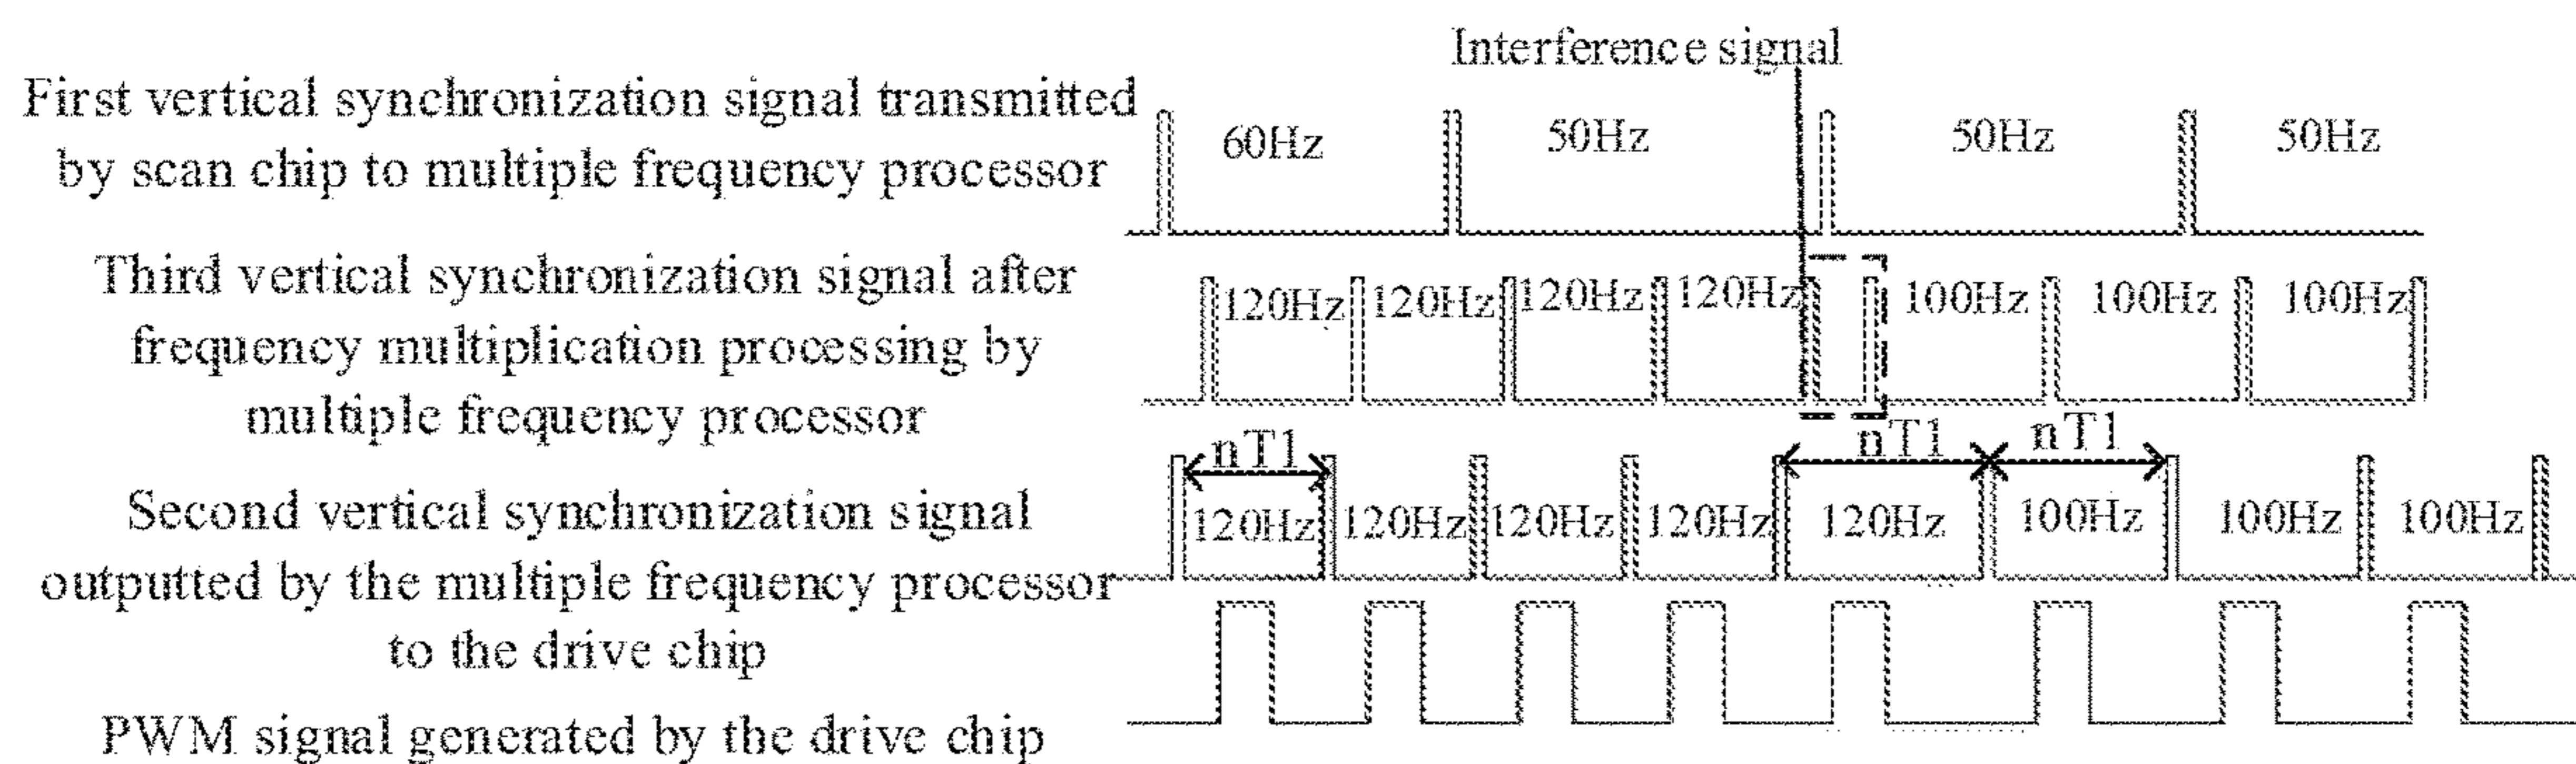 Interference signal
First vertical synchronization signal transmitted
by scan chip to multiple frequency processor
60Hz 50Hz 50Hz 50Hz
Third vertical synchronization signal after
frequency multiplication processing by
multiple frequency processor
120Hz 120Hz 120Hz 120Hz 100Hz 100Hz 100Hz
nT1 nT1 nT1
Second vertical synchronization signal
outputted by the multiple frequency processor
to the drive chip
120Hz 120Hz 120Hz 120Hz 120Hz 100Hz 100Hz 100Hz
PWM signal generated by the drive chip